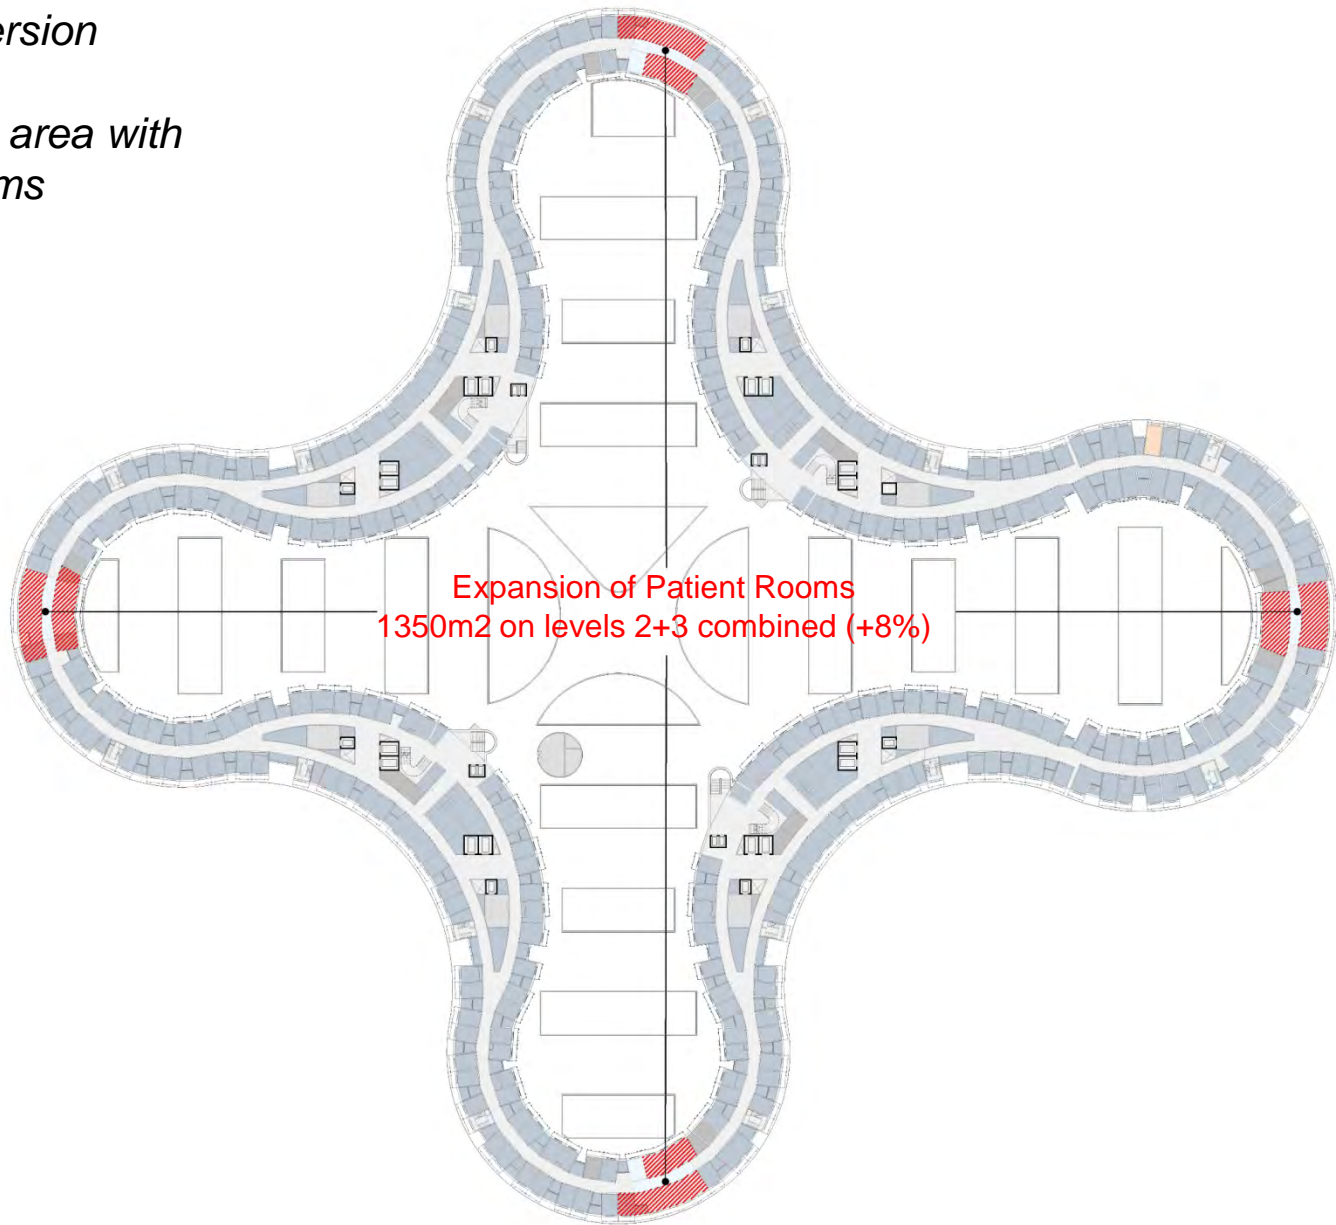 ersion
area with
ms
Expansion of Patient Rooms
1350m2 on levels 2+3 combined (+8%)